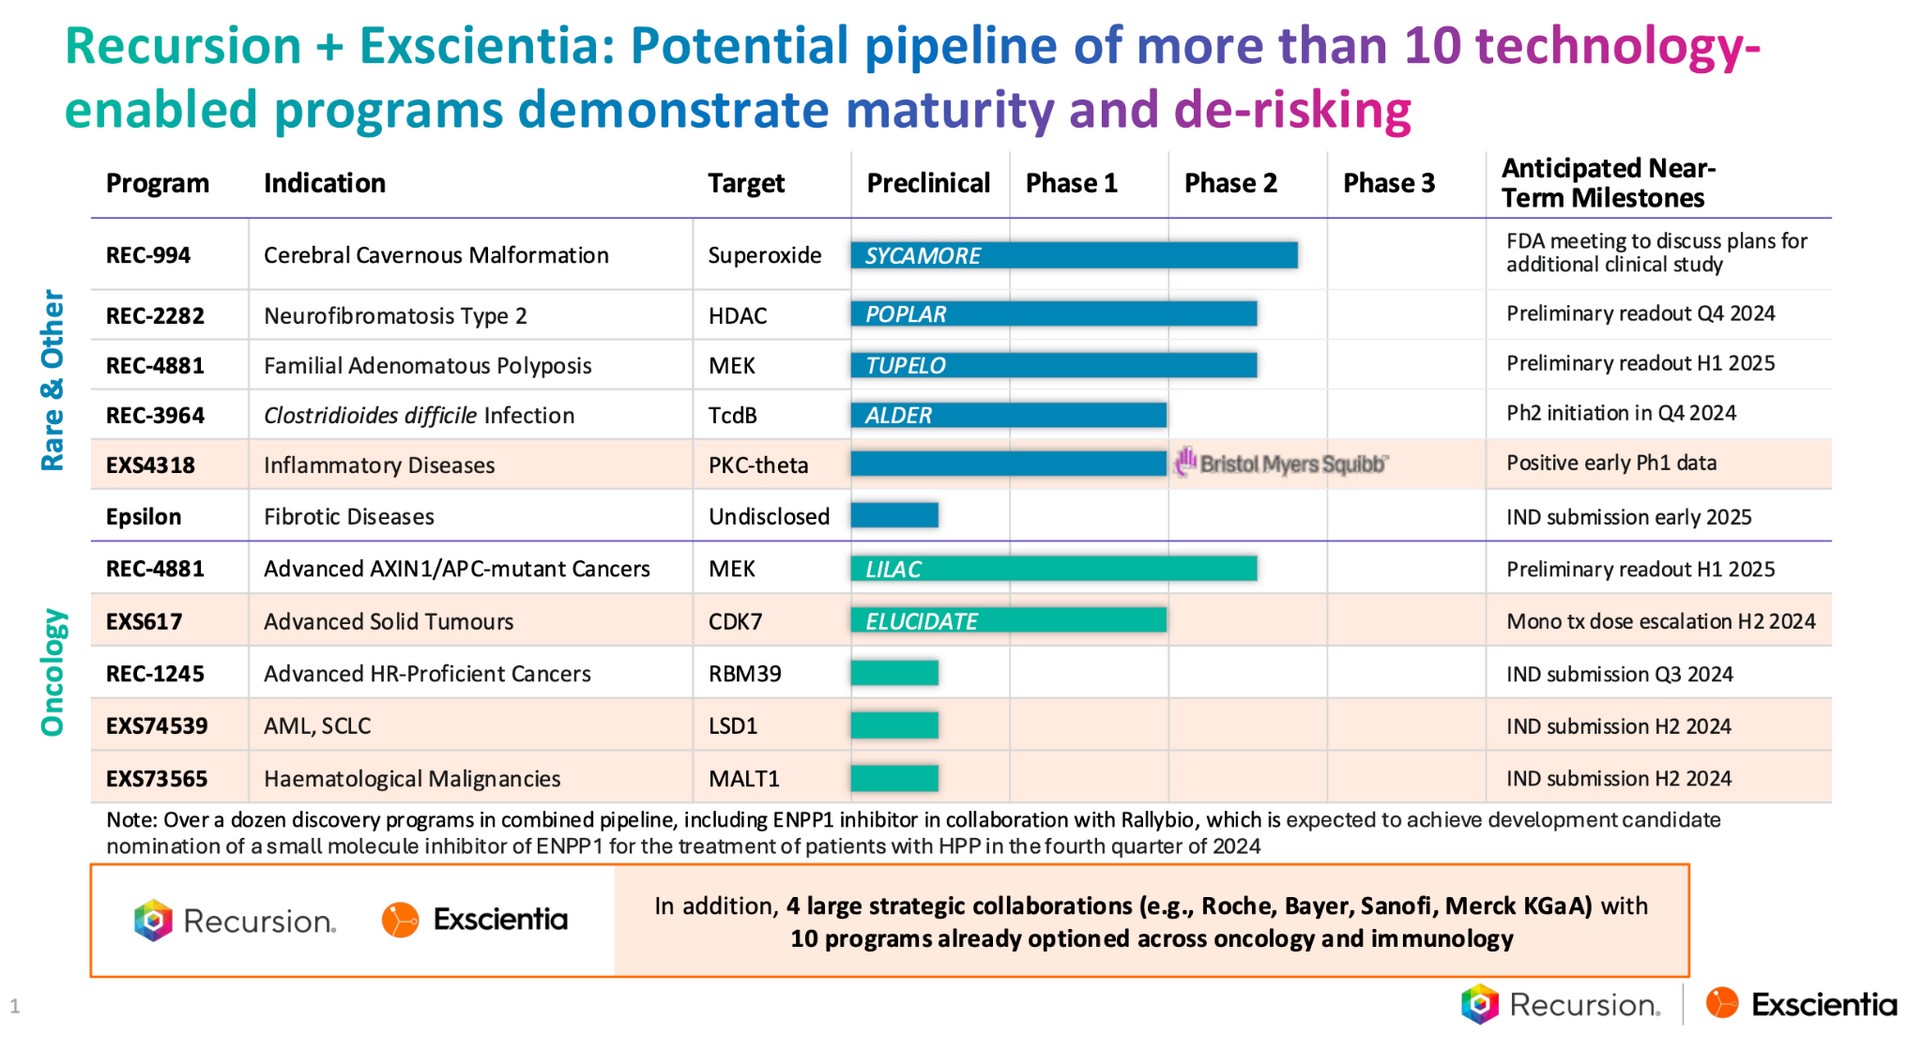 Recursion + Exscientia: Potential pipeline of more than 10 technology-
enabled programs demonstrate maturity and de-risking
Program Indication Target Preclinical Phase 1 Phase 2 Phase 3 Anticipated Near-
Term Milestones
Rare & Other
REC-994 Cerebral Cavernous Malformation Superoxide SYCAMORE FDA meeting to discuss plans for
additional clinical study
REC-2282 Neurofibromatosis Type 2 HDAC POPLAR Preliminary readout Q4 2024
REC-4881 Familial Adenomatous Polyposis MEK TUPELO Preliminary readout H1 2025
REC-3964 Clostridioides difficile Infection TcdB ALDER Ph2 initiation in Q4 2024
EXS4318 Inflammatory Diseases PKC-theta Bristol Myers Squibb™ Positive early Ph1 data
Epsilon Fibrotic Diseases Undisclosed IND submission early 2025
Oncology
REC-4881 Advanced AXIN1/APC-mutant Cancers MEK LILAC Preliminary readout H1 2025
EXS617 Advanced Solid Tumours CDK7 ELUCIDATE Mono tx dose escalation H2 2024
REC-1245 Advanced HR-Proficient Cancers RBM39 IND submission Q3 2024
EXS74539 AML, SCLC LSD1 IND submission H2 2024
EXS73565 Haematological Malignancies MALT1 IND submission H2 2024
Note: Over a dozen discovery programs in combined pipeline, including ENPP1 inhibitor in collaboration with Rallybio, which is expected to achieve development candidate
nomination of a small molecule inhibitor of ENPP1 for the treatment of patients with HPP in the fourth quarter of 2024
Recursion. Exscientia
In addition, 4 large strategic collaborations (e.g., Roche, Bayer, Sanofi, Merck KGaA) with
10 programs already optioned across oncology and immunology
1
Recursion. Exscientia